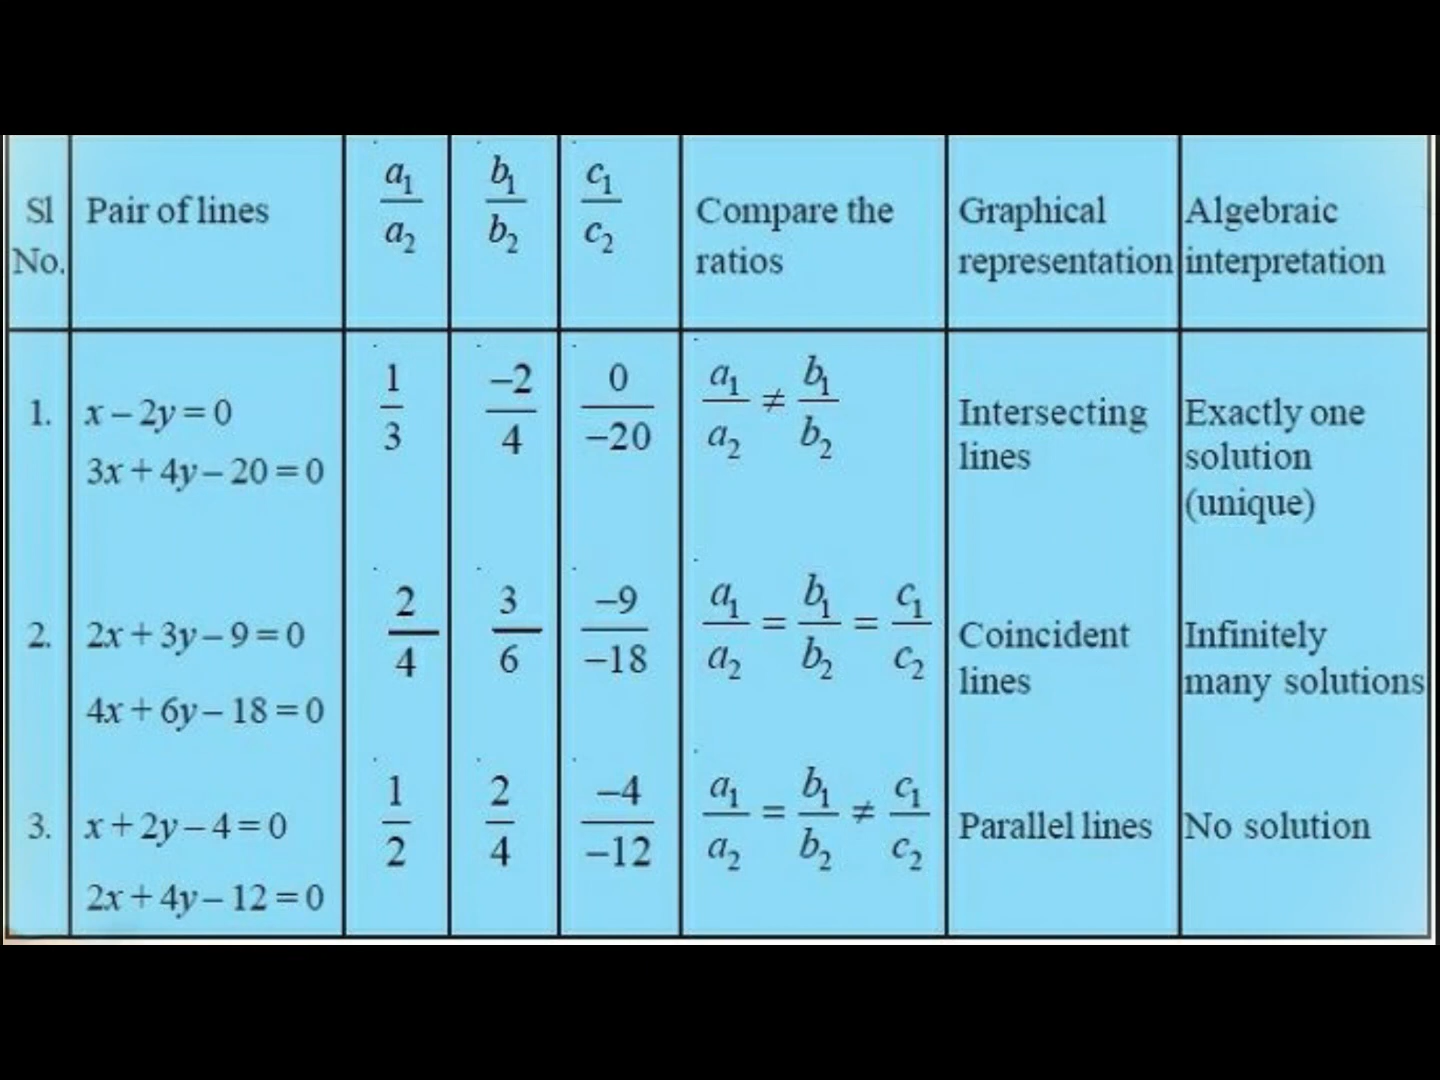 Sl No. | Pair of lines | a₁/a₂ | b₁/b₂ | c₁/c₂ | Compare the ratios | Graphical representation | Algebraic interpretation
1. | x – 2y = 0 | 1/3 | –2/4 | 0/–20 | a₁/a₂ ≠ b₁/b₂ | Intersecting lines | Exactly one solution (unique)
3x + 4y – 20 = 0
2. | 2x + 3y – 9 = 0 | 2/4 | 3/6 | –9/–18 | a₁/a₂ = b₁/b₂ = c₁/c₂ | Coincident lines | Infinitely many solutions
4x + 6y – 18 = 0
3. | x + 2y – 4 = 0 | 1/2 | 2/4 | –4/–12 | a₁/a₂ = b₁/b₂ ≠ c₁/c₂ | Parallel lines | No solution
2x + 4y – 12 = 0